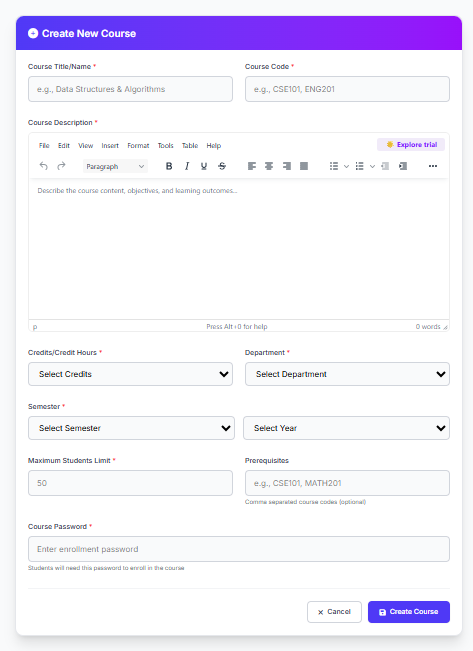 Create New Course
Course Title/Name * Course Code *
e.g., Data Structures & Algorithms e.g., CSE101, ENG201
Course Description *
File Edit View Insert Format Tools Table Help Explore trial
Paragraph B I U S
Describe the course content, objectives, and learning outcomes...
p Press Alt+0 for help 0 words
Credits/Credit Hours * Department *
Select Credits Select Department
Semester *
Select Semester Select Year
Maximum Students Limit * Prerequisites
50 e.g., CSE101, MATH201
Comma separated course codes (optional)
Course Password *
Enter enrollment password
Students will need this password to enroll in the course
Cancel Create Course